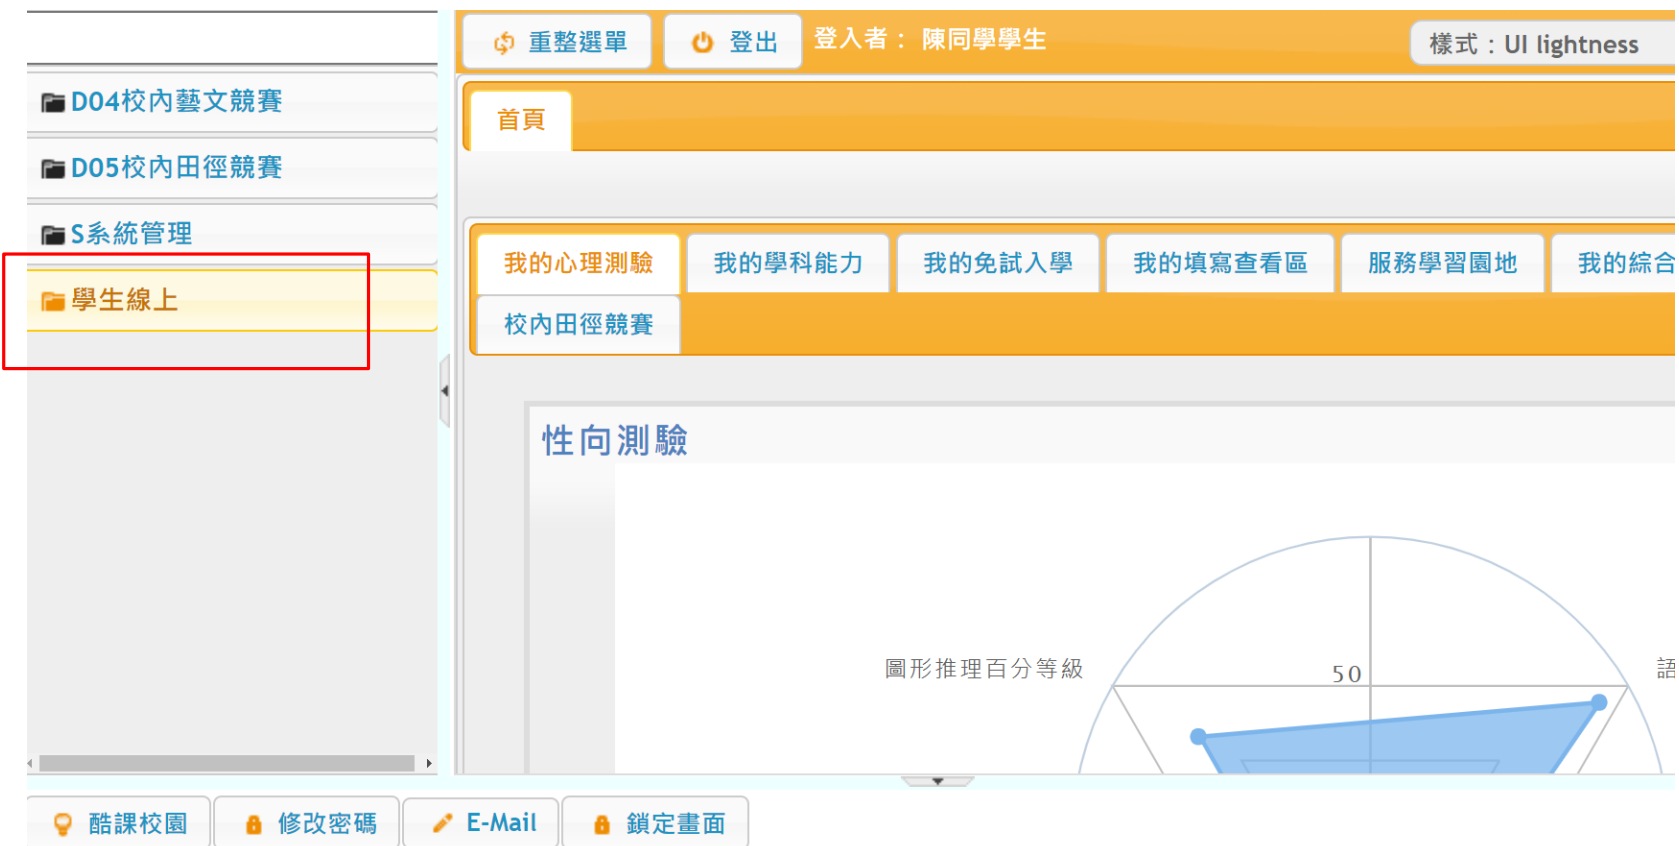 重整選單
登出
登入者： 陳同學學生
樣式：UI lightness
D04校內藝文競賽
D05校內田徑競賽
S系統管理
學生線上
首頁
我的心理測驗
我的學科能力
我的免試入學
我的填寫查看區
服務學習園地
我的綜合
校內田徑競賽
性向測驗
圖形推理百分等級
50
語
酷課校園
修改密碼
E-Mail
鎖定畫面